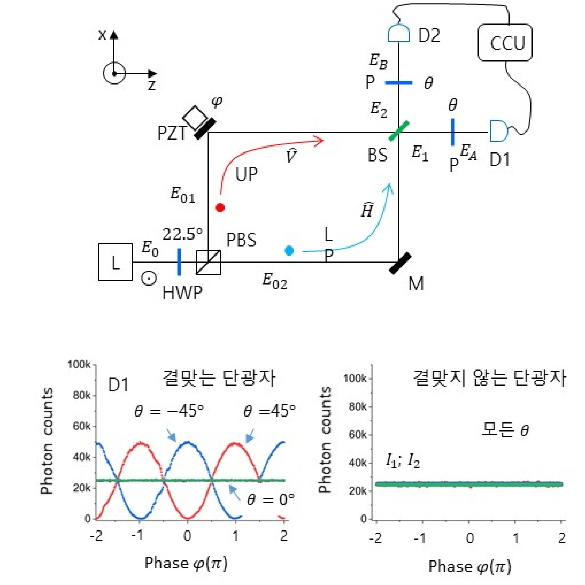 D2
CCU
X
Z
E_B
P
θ
E_2
φ
PZT
θ
D1
BS
E_1
P
E_A
V̂
UP
E_01
Ĥ
22.5°
PBS
L
P
E_0
L
HWP
E_02
M
100k
80k
60k
40k
20k
0
Photon counts
D1
결맞는 단광자
θ = −45°
θ =45°
θ = 0°
-2
-1
0
1
2
Phase φ(π)
100k
80k
60k
40k
20k
0
Photon counts
결맞지 않는 단광자
모든 θ
I_1; I_2
-2
-1
0
1
2
Phase φ(π)